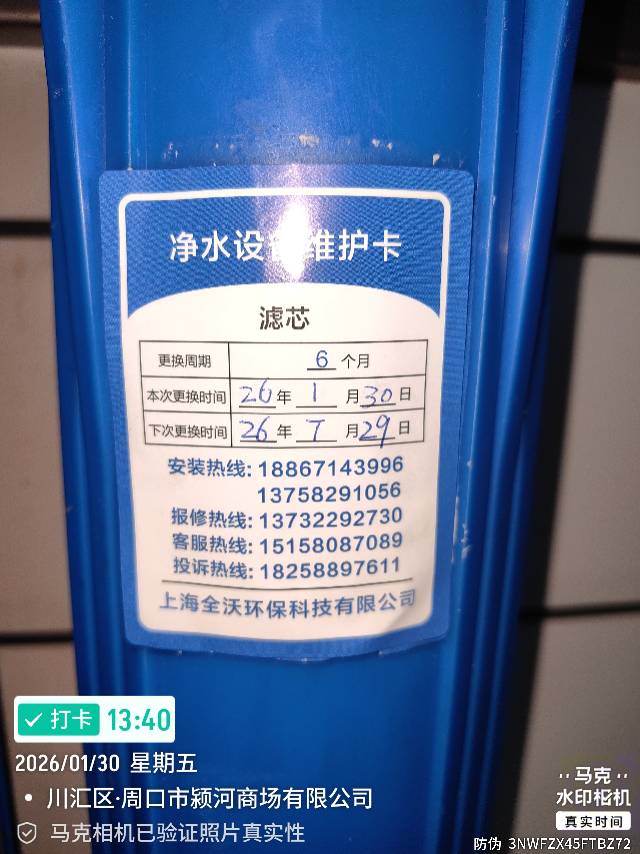 净水设备维护卡
滤芯
更换周期 6 个月
本次更换时间 26 年 1 月 30 日
下次更换时间 26 年 7 月 29 日
安装热线: 18867143996
13758291056
报修热线: 13732292730
客服热线: 15158087089
投诉热线: 18258897611
上海全沃环保科技有限公司
打卡 13:40
2026/01/30 星期五
川汇区·周口市颍河商场有限公司
马克相机已验证照片真实性
马克
水印相机
真实时间
防伪 3NWFZX45FTBZ72